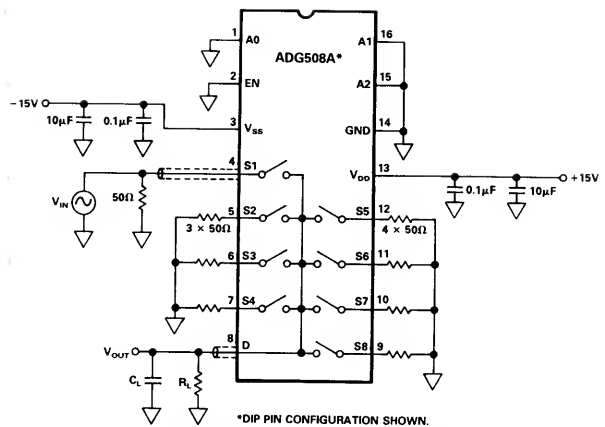 ADG508A*
1
A0
A1
16
2
EN
A2
15
−15V
10μF
0.1μF
3
VSS
GND
14
4
S1
VDD
13
+15V
0.1μF
10μF
VIN
50Ω
5
S2
3 × 50Ω
S5
12
4 × 50Ω
6
S3
S6
11
7
S4
S7
10
8
D
S8
9
VOUT
CL
RL
*DIP PIN CONFIGURATION SHOWN.